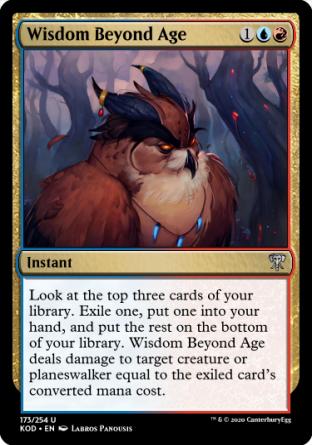 Wisdom Beyond Age 1
Instant
Look at the top three cards of your
library. Exile one, put one into your
hand, and put the rest on the bottom
of your library. Wisdom Beyond Age
deals damage to target creature or
planeswalker equal to the exiled card's
converted mana cost.
173/254 U
KOD • EN Labros Panousis
™ & © 2020 CanterburyEgg